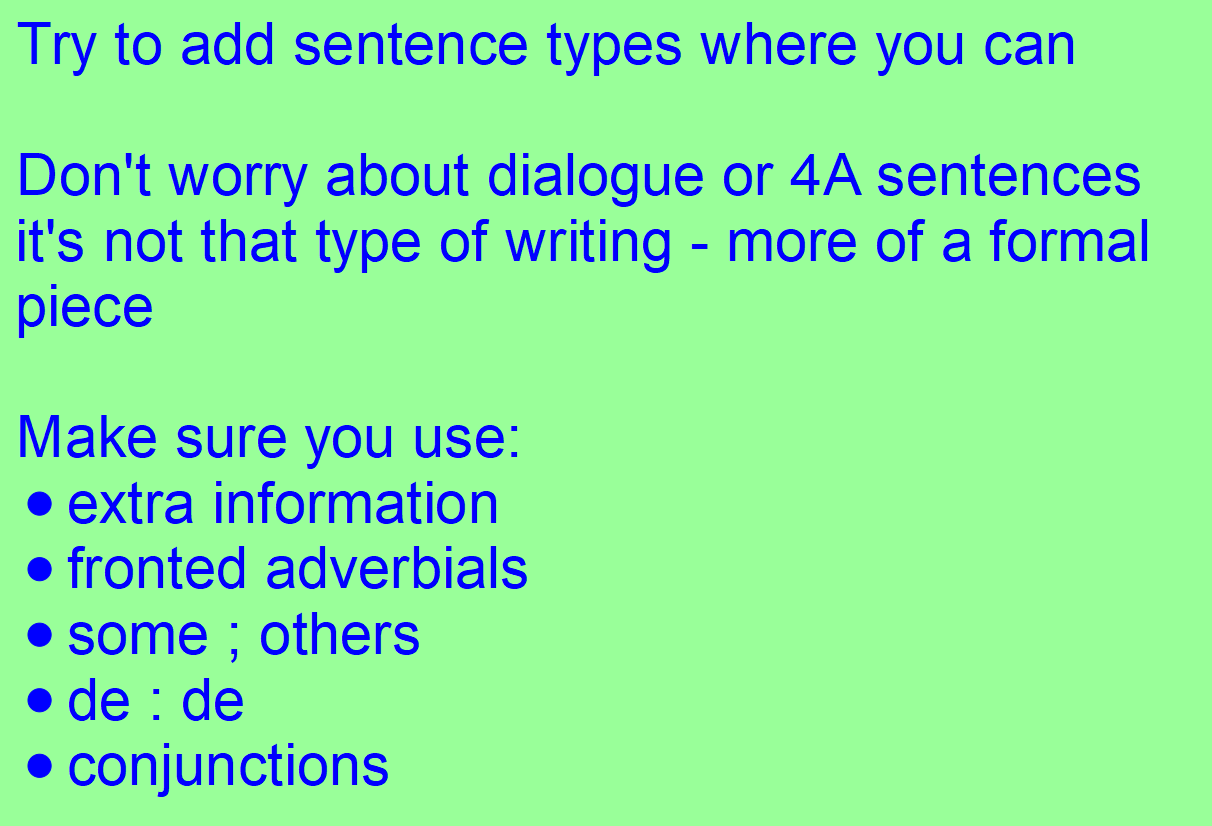 Try to add sentence types where you can
Don't worry about dialogue or 4A sentences
it's not that type of writing - more of a formal
piece
Make sure you use:
• extra information
• fronted adverbials
• some ; others
• de : de
• conjunctions